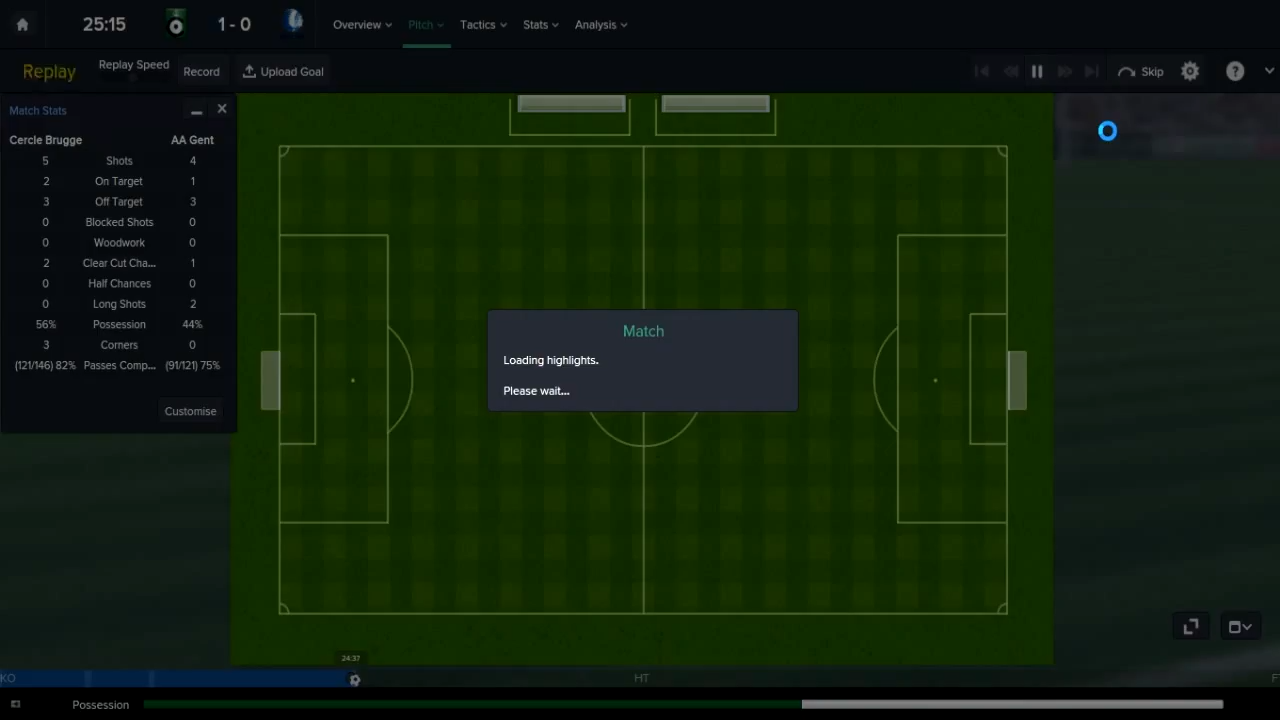 25:15
1 - 0
Overview
Pitch
Tactics
Stats
Analysis
Replay
Replay Speed
Record
Upload Goal
Skip
?
Match Stats
Cercle Brugge AA Gent
5 Shots 4
2 On Target 1
3 Off Target 3
0 Blocked Shots 0
0 Woodwork 0
2 Clear Cut Cha... 1
0 Half Chances 0
0 Long Shots 2
56% Possession 44%
3 Corners 0
(121/146) 82% Passes Comp... (91/121) 75%
Customise
Match
Loading highlights.
Please wait...
24:37
KO HT F
Possession